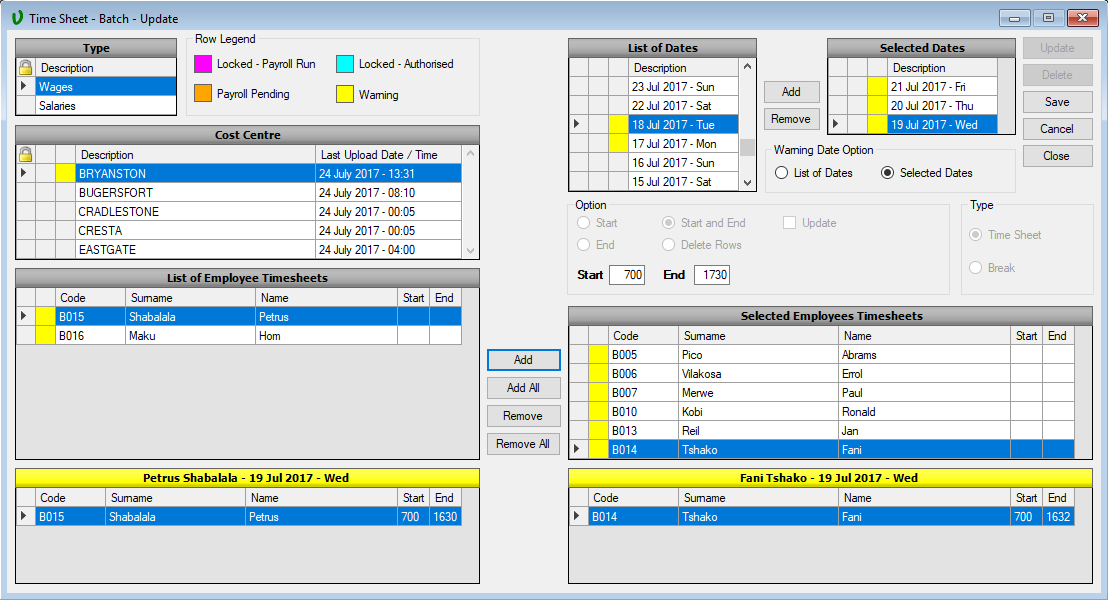 Time Sheet - Batch - Update
Type
Description
Wages
Salaries
Row Legend
Locked - Payroll Run
Locked - Authorised
Payroll Pending
Warning
Cost Centre
Description Last Upload Date / Time
BRYANSTON 24 July 2017 - 13:31
BUGERSFORT 24 July 2017 - 08:10
CRADLESTONE 24 July 2017 - 00:05
CRESTA 24 July 2017 - 00:05
EASTGATE 24 July 2017 - 04:00
List of Employee Timesheets
Code Surname Name Start End
B015 Shabalala Petrus
B016 Maku Hom
Petrus Shabalala - 19 Jul 2017 - Wed
Code Surname Name Start End
B015 Shabalala Petrus 700 1630
Add
Add All
Remove
Remove All
List of Dates
Description
23 Jul 2017 - Sun
22 Jul 2017 - Sat
18 Jul 2017 - Tue
17 Jul 2017 - Mon
16 Jul 2017 - Sun
15 Jul 2017 - Sat
Add
Remove
Selected Dates
Description
21 Jul 2017 - Fri
20 Jul 2017 - Thu
19 Jul 2017 - Wed
Update
Delete
Save
Cancel
Close
Warning Date Option
List of Dates
Selected Dates
Option
Start
Start and End
Update
End
Delete Rows
Start 700 End 1730
Type
Time Sheet
Break
Selected Employees Timesheets
Code Surname Name Start End
B005 Pico Abrams
B006 Vilakosa Errol
B007 Merwe Paul
B010 Kobi Ronald
B013 Reil Jan
B014 Tshako Fani
Fani Tshako - 19 Jul 2017 - Wed
Code Surname Name Start End
B014 Tshako Fani 700 1632